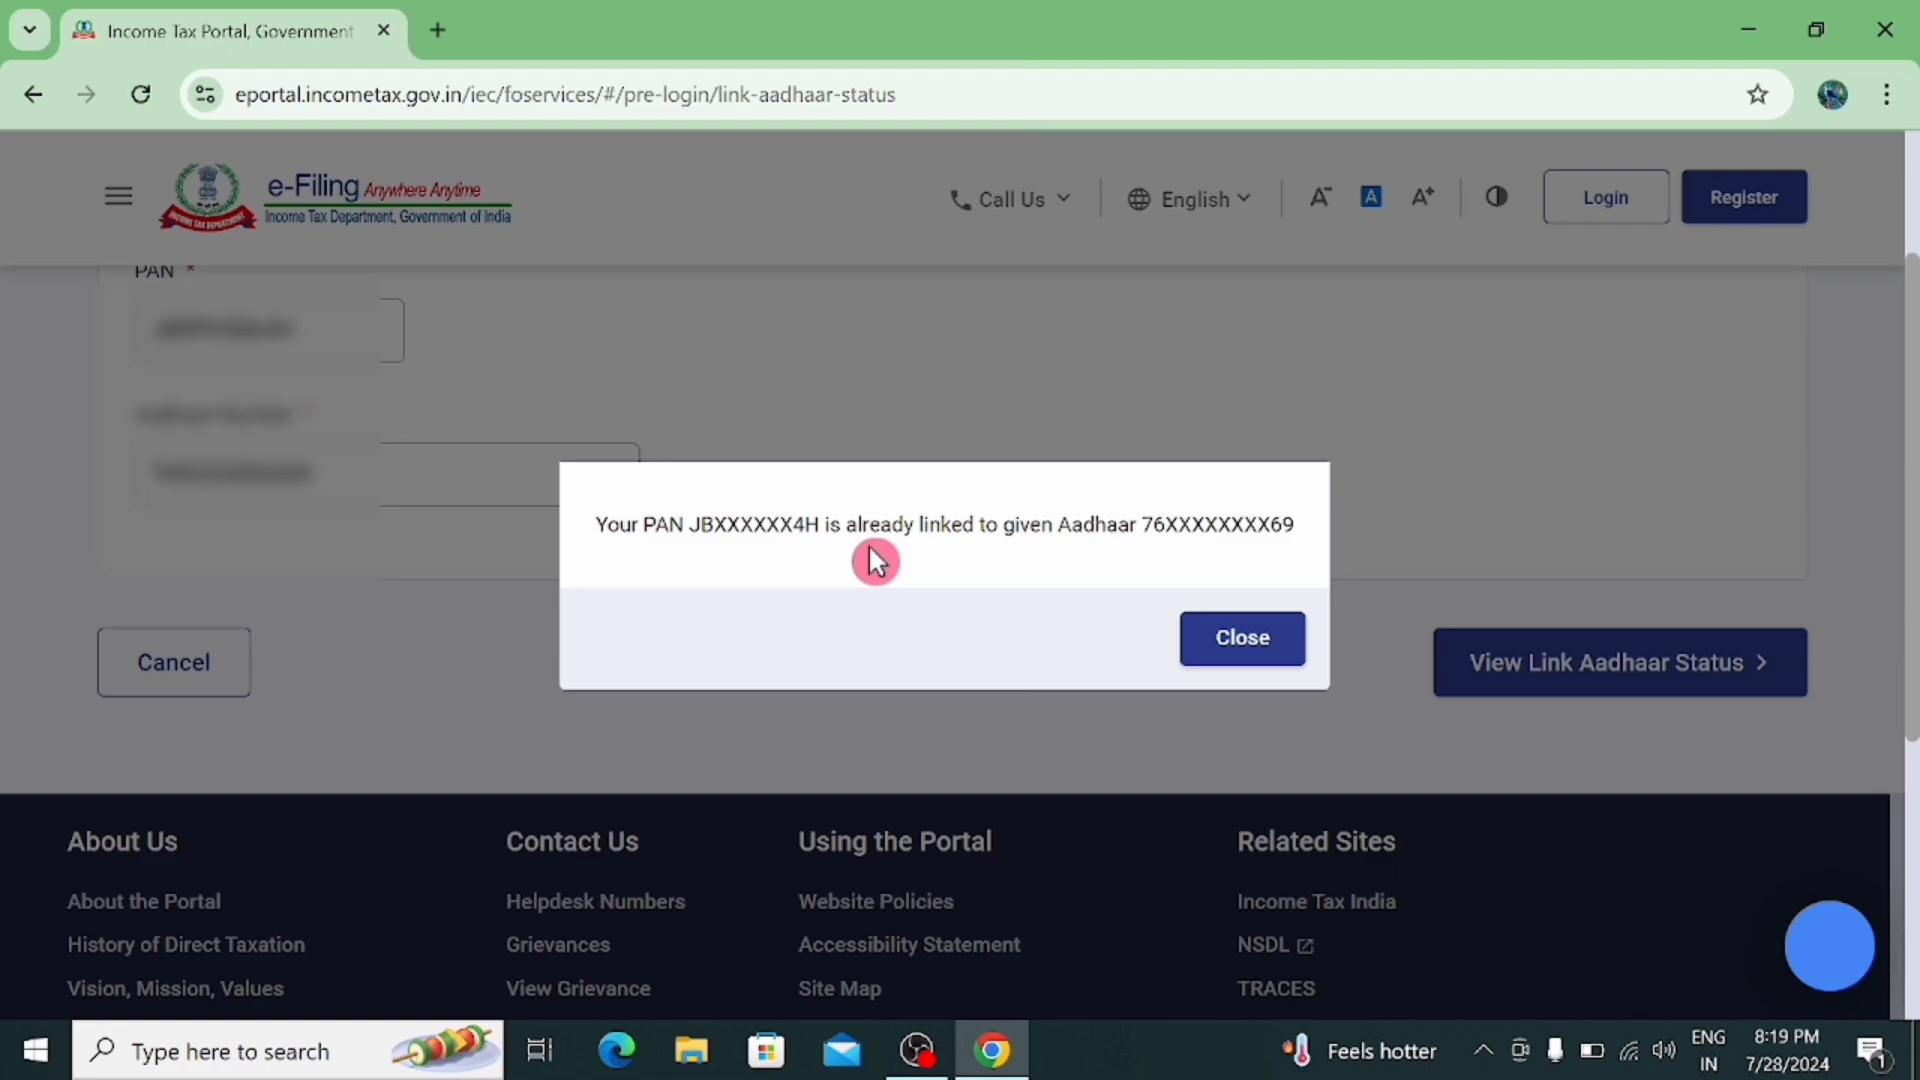 Income Tax Portal, Government
eportal.incometax.gov.in/iec/foservices/#/pre-login/link-aadhaar-status
e-Filing Anywhere Anytime
Income Tax Department, Government of India
INCOME TAX DEPARTMENT
Call Us
English
A-
A
A+
Login
Register
PAN *
Your PAN JBXXXXXX4H is already linked to given Aadhaar 76XXXXXXXX69
Close
Cancel
View Link Aadhaar Status >
About Us
Contact Us
Using the Portal
Related Sites
About the Portal
Helpdesk Numbers
Website Policies
Income Tax India
History of Direct Taxation
Grievances
Accessibility Statement
NSDL
Vision, Mission, Values
View Grievance
Site Map
TRACES
Type here to search
Feels hotter
ENG
IN
8:19 PM
7/28/2024
1